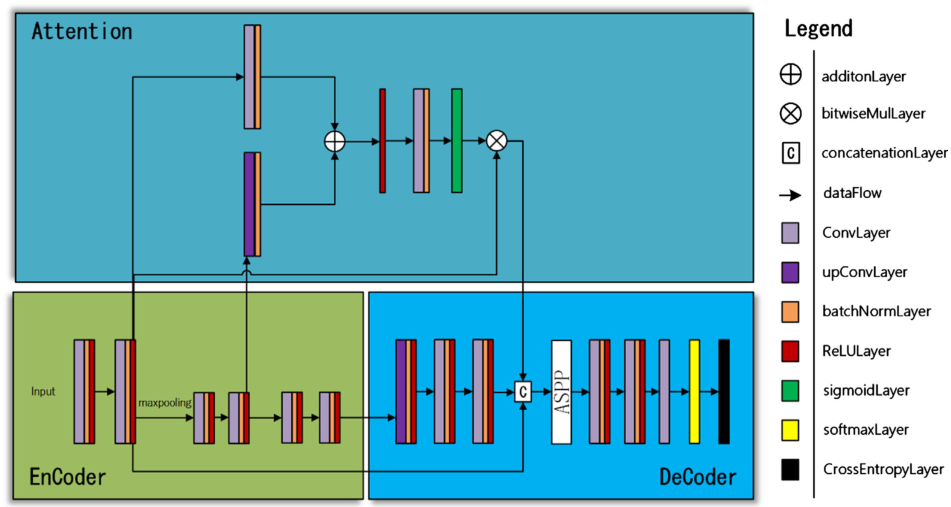 Attention
Legend
additonLayer
bitwiseMulLayer
C
concatenationLayer
dataFlow
ConvLayer
upConvLayer
batchNormLayer
ReLULayer
sigmoidLayer
softmaxLayer
CrossEntropyLayer
Input
maxpooling
EnCoder
C
ASPP
DeCoder